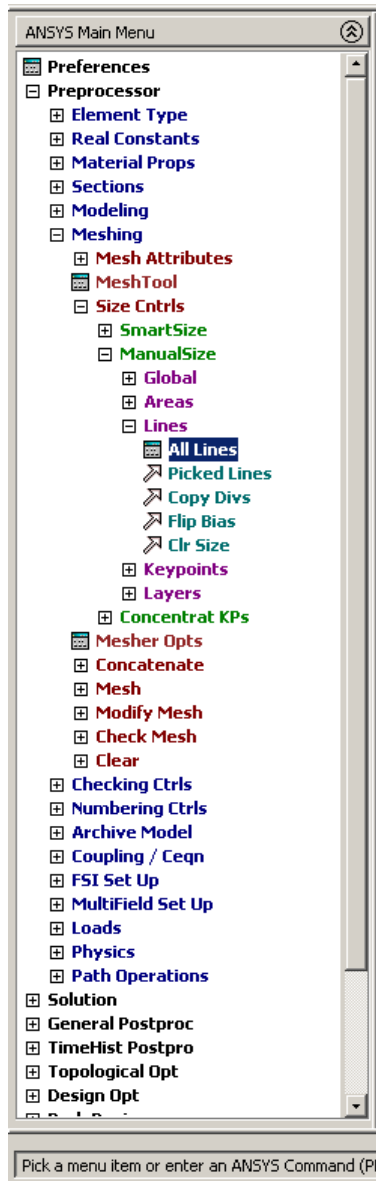 ANSYS Main Menu
Preferences
Preprocessor
Element Type
Real Constants
Material Props
Sections
Modeling
Meshing
Mesh Attributes
MeshTool
Size Cntrls
SmartSize
ManualSize
Global
Areas
Lines
All Lines
Picked Lines
Copy Divs
Flip Bias
Clr Size
Keypoints
Layers
Concentrat KPs
Mesher Opts
Concatenate
Mesh
Modify Mesh
Check Mesh
Clear
Checking Ctrls
Numbering Ctrls
Archive Model
Coupling / Ceqn
FSI Set Up
MultiField Set Up
Loads
Physics
Path Operations
Solution
General Postproc
TimeHist Postpro
Topological Opt
Design Opt
Pick a menu item or enter an ANSYS Command (P